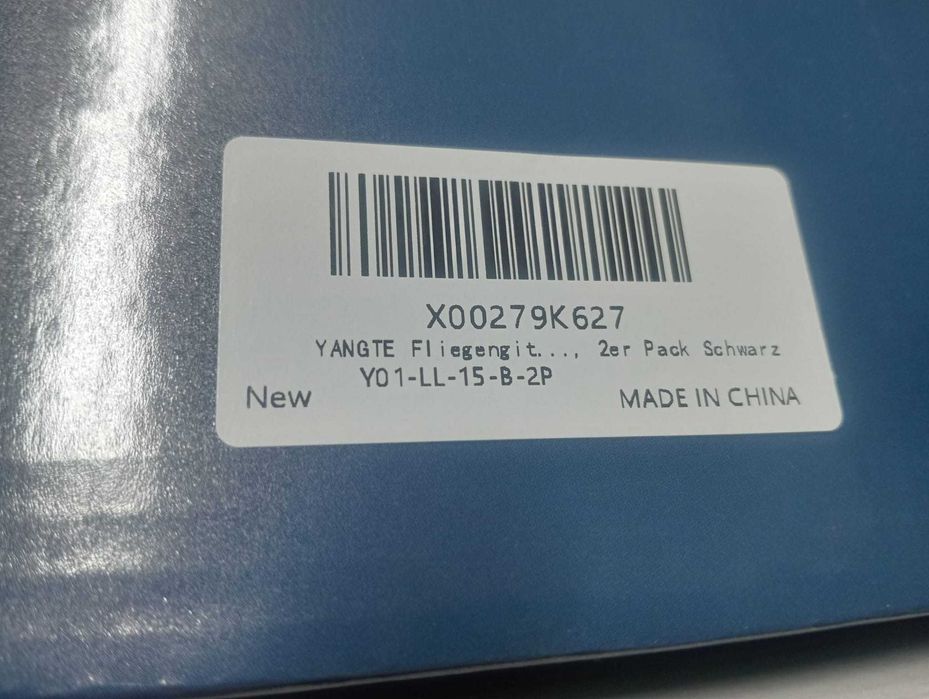 X00279K627
YANGTE Fliegengit..., 2er Pack Schwarz
Y01-LL-15-B-2P
New
MADE IN CHINA